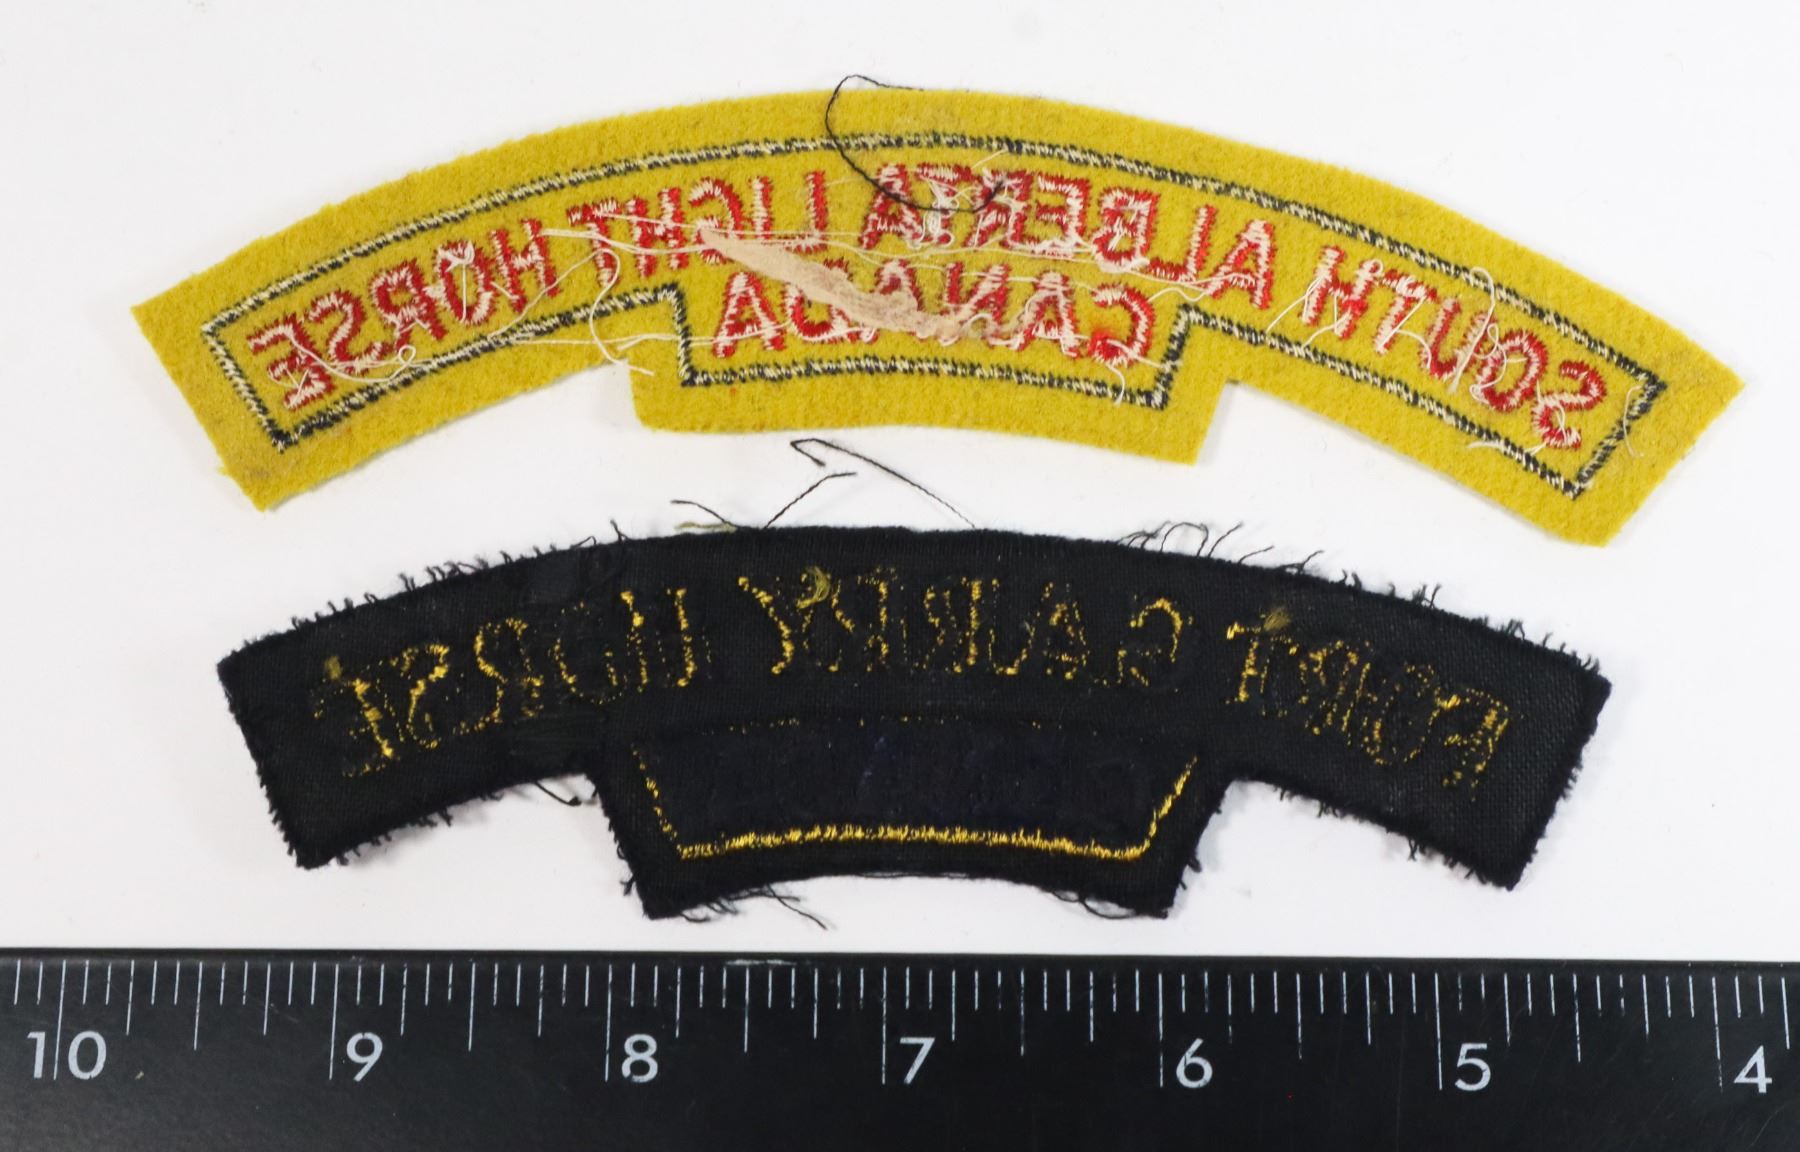 SOUTH ALBERTA LIGHT HORSE
CANADA
FORT GARRY HORSE
10 9 8 7 6 5 4